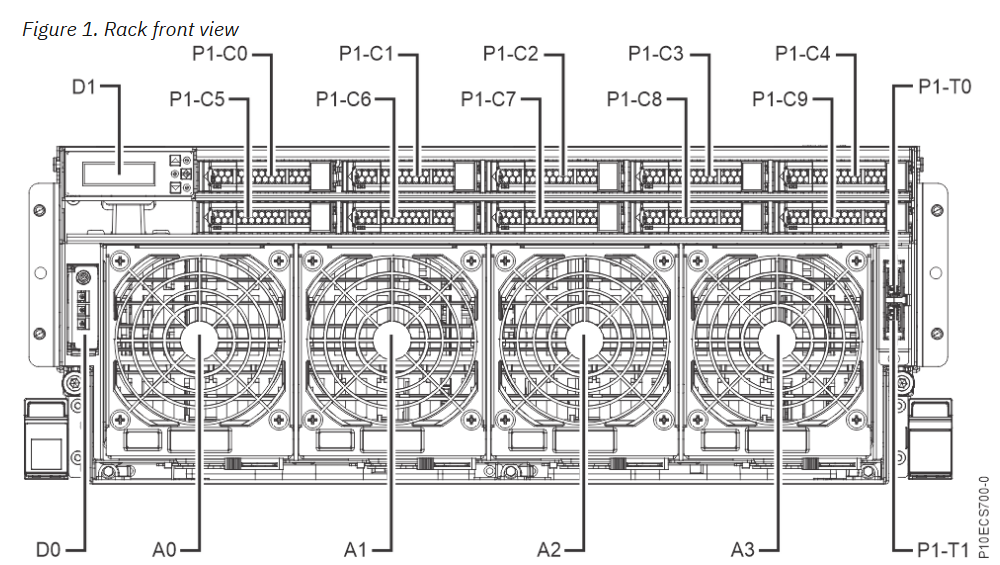 Figure 1. Rack front view
P1-C0
P1-C1
P1-C2
P1-C3
P1-C4
D1
P1-T0
P1-C5
P1-C6
P1-C7
P1-C8
P1-C9
D0
A0
A1
A2
A3
P1-T1
P10ECS700-0